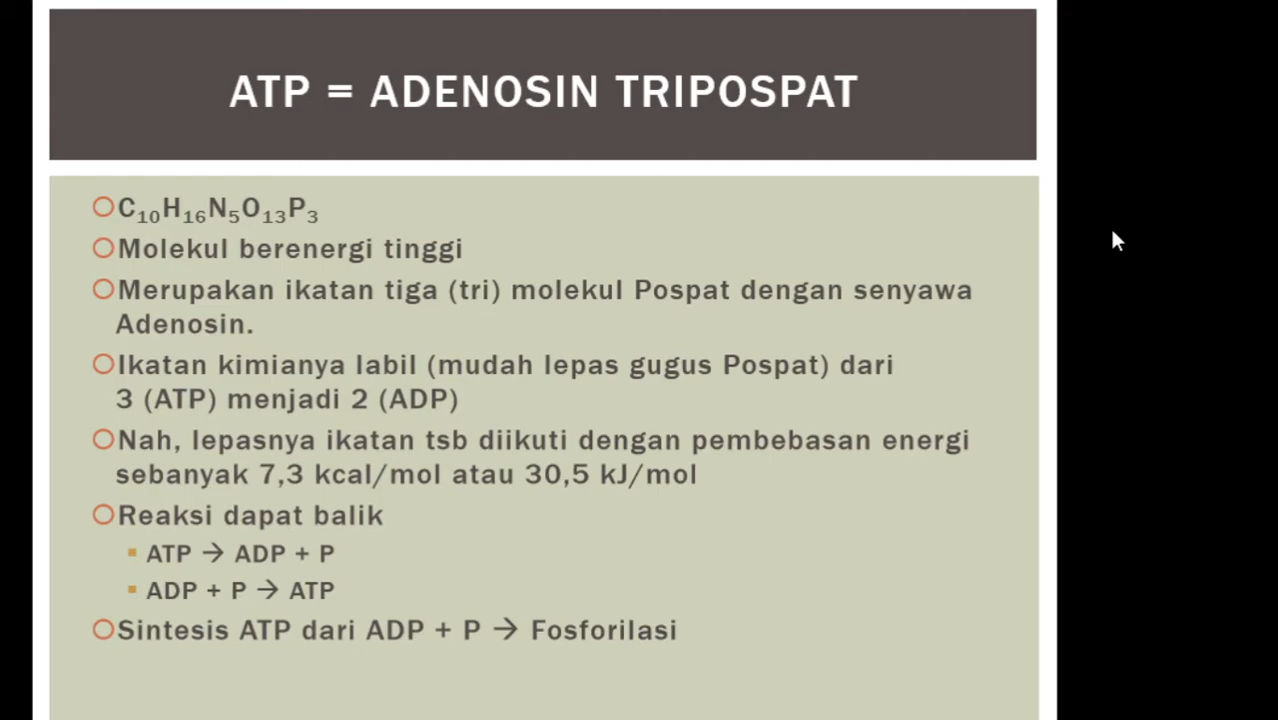 ATP = ADENOSIN TRIPOSPAT
C₁₀H₁₆N₅O₁₃P₃
Molekul berenergi tinggi
Merupakan ikatan tiga (tri) molekul Pospat dengan senyawa
Adenosin.
Ikatan kimianya labil (mudah lepas gugus Pospat) dari
3 (ATP) menjadi 2 (ADP)
Nah, lepasnya ikatan tsb diikuti dengan pembebasan energi
sebanyak 7,3 kcal/mol atau 30,5 kJ/mol
Reaksi dapat balik
ATP → ADP + P
ADP + P → ATP
Sintesis ATP dari ADP + P → Fosforilasi